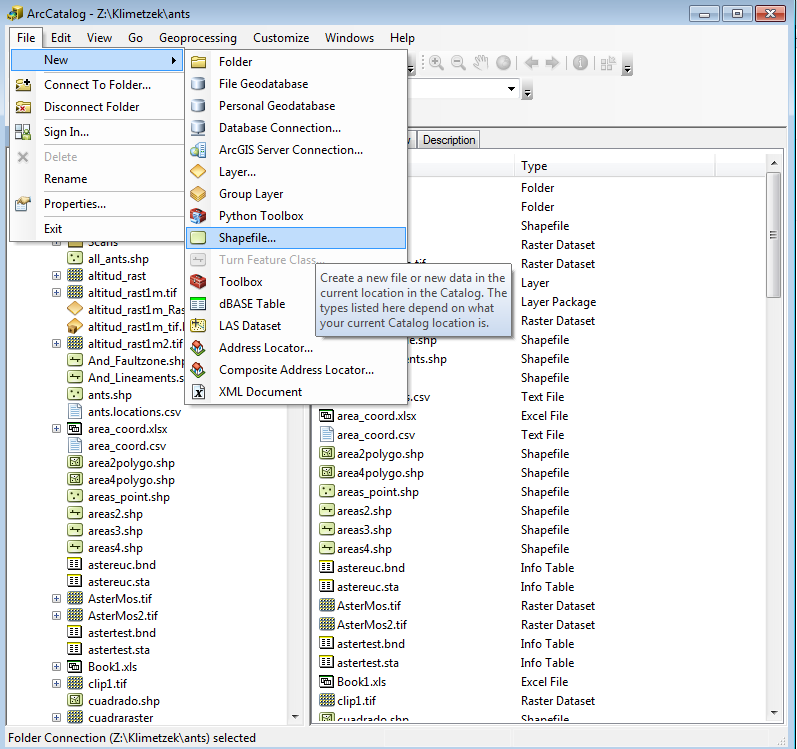 ArcCatalog - Z:\Klimetzek\ants
File Edit View Go Geoprocessing Customize Windows Help
New
Connect To Folder...
Disconnect Folder
Sign In...
Delete
Rename
Properties...
Exit
Folder
File Geodatabase
Personal Geodatabase
Database Connection...
ArcGIS Server Connection...
Layer...
Group Layer
Python Toolbox
Shapefile...
Turn Feature Class...
Toolbox
dBASE Table
LAS Dataset
Address Locator...
Composite Address Locator...
XML Document
Create a new file or new data in the
current location in the Catalog. The
types listed here depend on what
your current Catalog location is.
Description
Scans
all_ants.shp
altitud_rast
altitud_rast1m.tif
altitud_rast1m_Ras
altitud_rast1m_tif.l
altitud_rast1m2.tif
And_Faultzone.shp
And_Lineaments.s
ants.shp
ants.locations.csv
area_coord.xlsx
area_coord.csv
area2polygo.shp
area4polygo.shp
areas_point.shp
areas2.shp
areas3.shp
areas4.shp
astereuc.bnd
astereuc.sta
AsterMos.tif
AsterMos2.tif
astertest.bnd
astertest.sta
Book1.xls
clip1.tif
cuadrado.shp
cuadraraster
Type
Folder
Folder
Shapefile
Raster Dataset
.tif Raster Dataset
Layer
Layer Package
Raster Dataset
e.shp Shapefile
ents.shp Shapefile
Shapefile
s.csv Text File
area_coord.xlsx Excel File
area_coord.csv Text File
area2polygo.shp Shapefile
area4polygo.shp Shapefile
areas_point.shp Shapefile
areas2.shp Shapefile
areas3.shp Shapefile
areas4.shp Shapefile
astereuc.bnd Info Table
astereuc.sta Info Table
AsterMos.tif Raster Dataset
AsterMos2.tif Raster Dataset
astertest.bnd Info Table
astertest.sta Info Table
Book1.xls Excel File
clip1.tif Raster Dataset
cuadrado.shp Shapefile
Folder Connection (Z:\Klimetzek\ants) selected